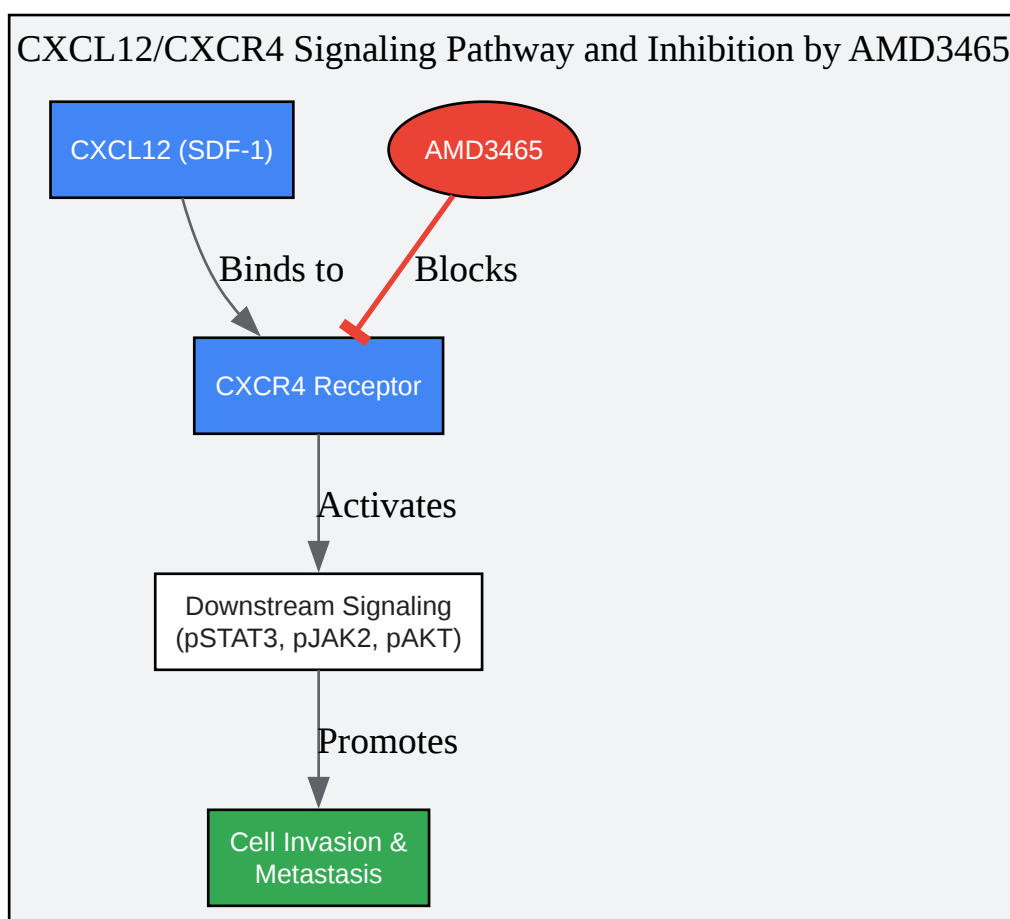 CXCL12/CXCR4 Signaling Pathway and Inhibition by AMD3465
CXCL12 (SDF-1)
AMD3465
Binds to
Blocks
CXCR4 Receptor
Activates
Downstream Signaling
(pSTAT3, pJAK2, pAKT)
Promotes
Cell Invasion &
Metastasis